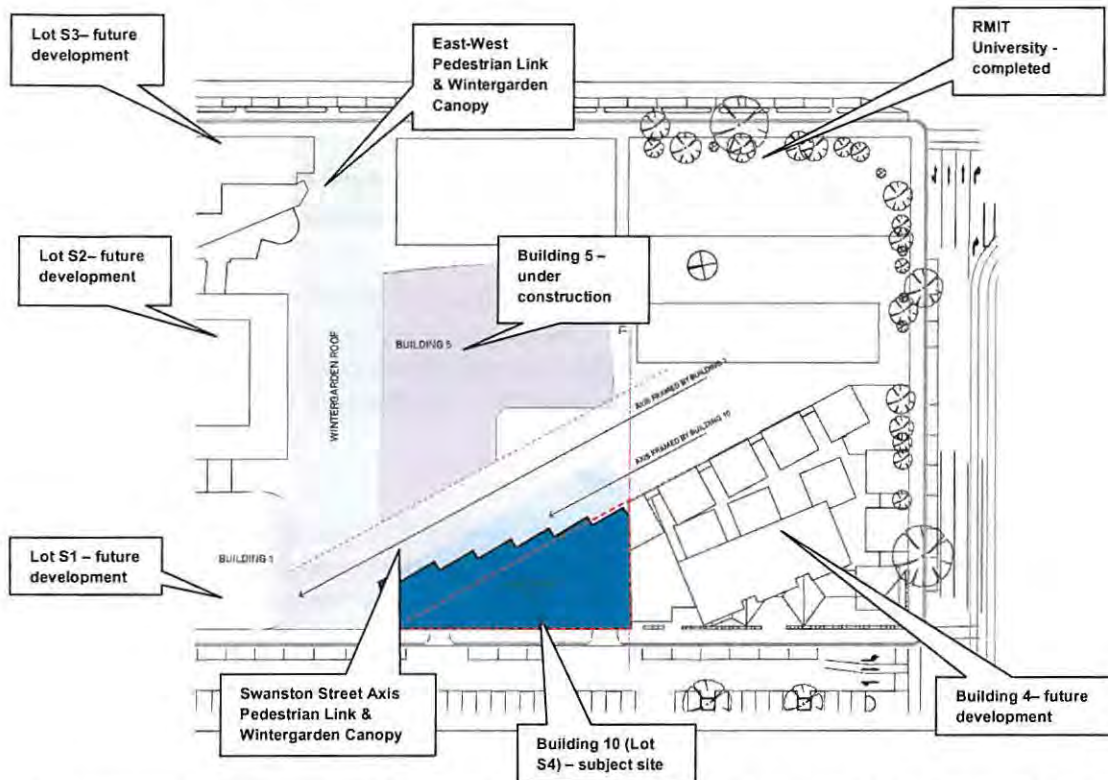 Lot S3– future
development
East-West
Pedestrian Link
& Wintergarden
Canopy
RMIT
University -
completed
Lot S2– future
development
Building 5 –
under
construction
BUILDING 5
WINTERGARDEN ROOF
AXIS FRAMED BY BUILDING
AXIS FRAMED BY BUILDING 10
Lot S1 – future
development
BUILDING 1
Swanston Street Axis
Pedestrian Link &
Wintergarden Canopy
Building 10 (Lot
S4) – subject site
Building 4– future
development